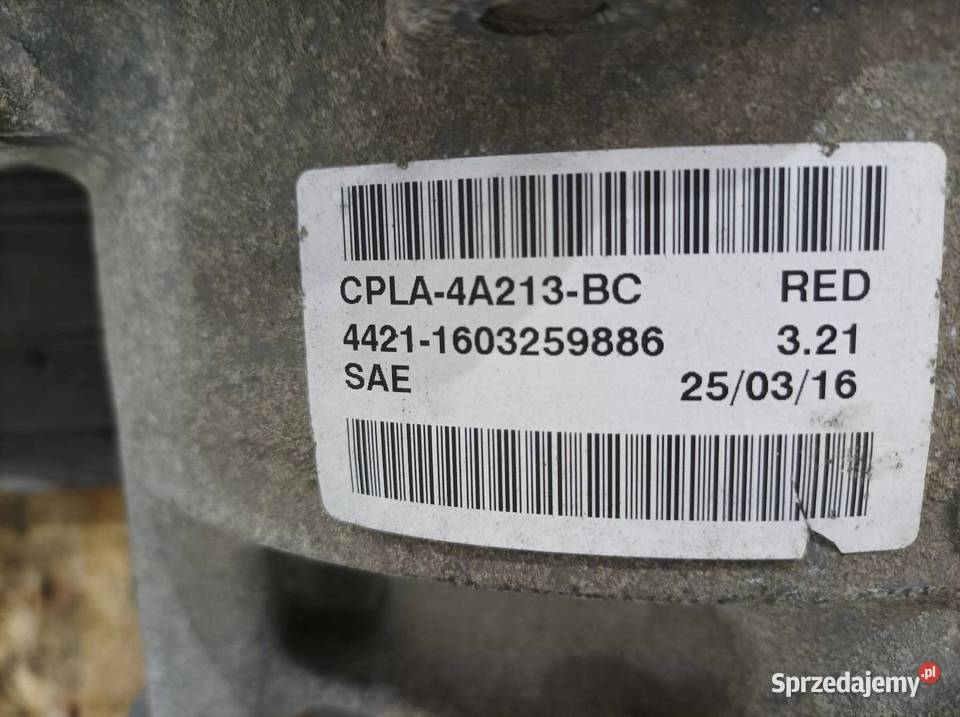 CPLA-4A213-BC RED
4421-1603259886 3.21
SAE 25/03/16
Sprzedajemy.pl